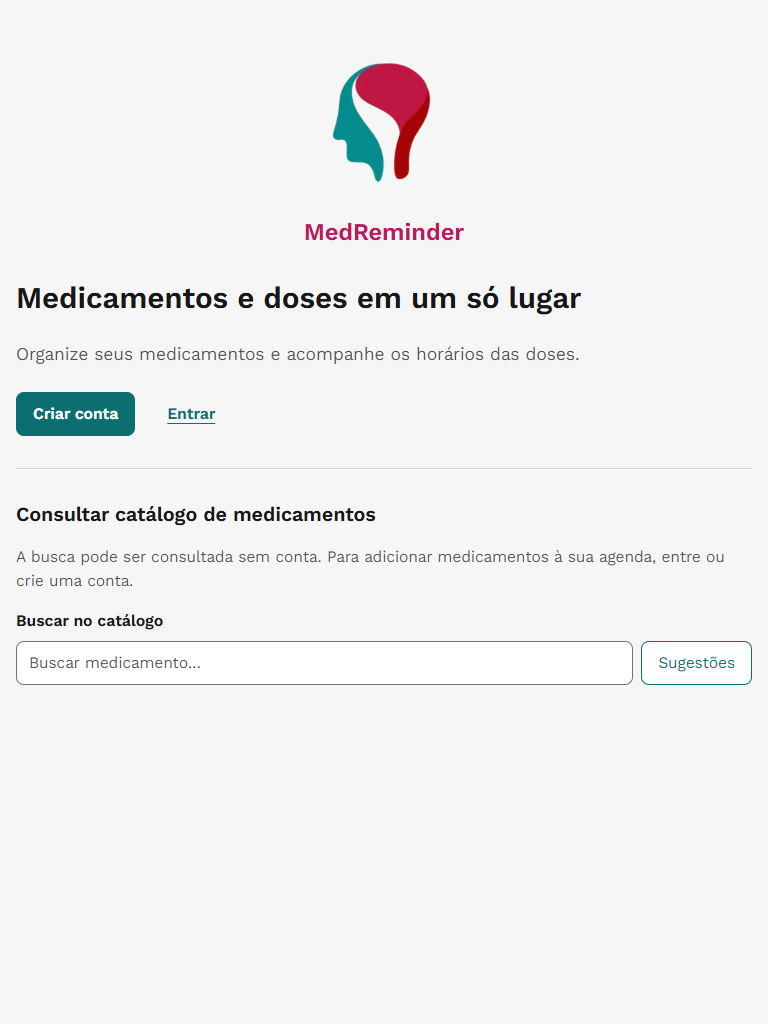 MedReminder
Medicamentos e doses em um só lugar
Organize seus medicamentos e acompanhe os horários das doses.
Criar conta
Entrar
Consultar catálogo de medicamentos
A busca pode ser consultada sem conta. Para adicionar medicamentos à sua agenda, entre ou
crie uma conta.
Buscar no catálogo
Buscar medicamento...
Sugestões